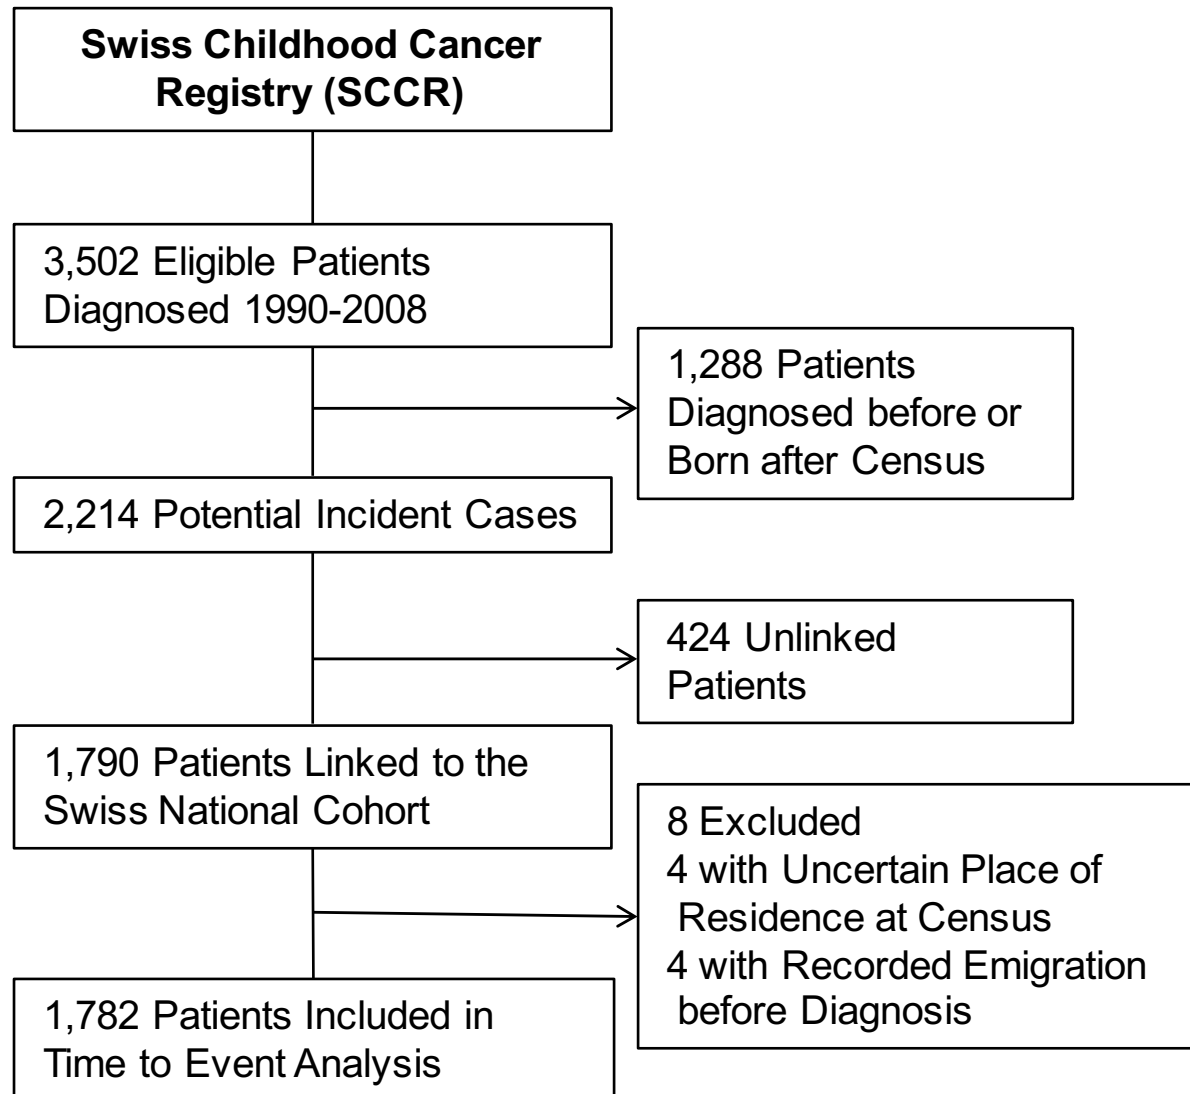 Swiss Childhood Cancer
Registry (SCCR)
3,502 Eligible Patients
Diagnosed 1990-2008
1,288 Patients
Diagnosed before or
Born after Census
2,214 Potential Incident Cases
424 Unlinked
Patients
1,790 Patients Linked to the
Swiss National Cohort
8 Excluded
4 with Uncertain Place of
Residence at Census
4 with Recorded Emigration
before Diagnosis
1,782 Patients Included in
Time to Event Analysis